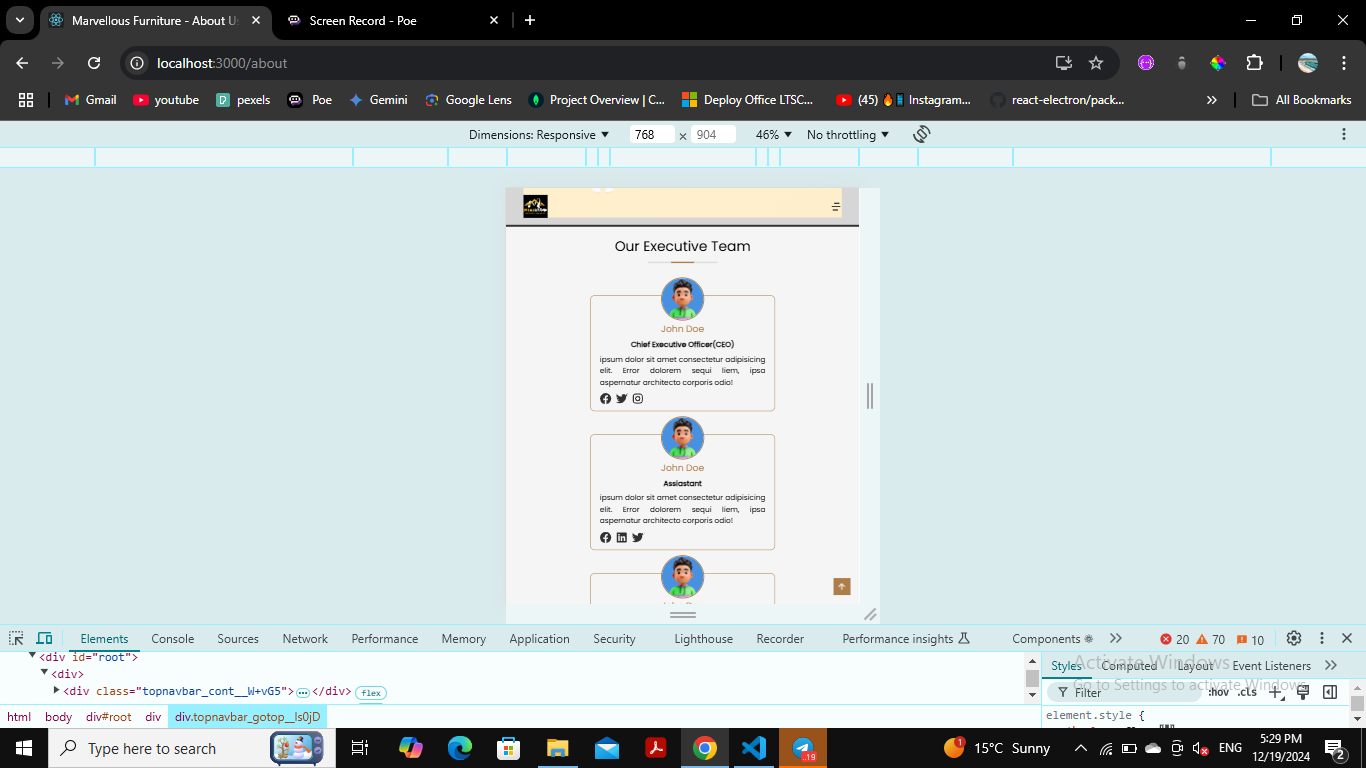 Marvellous Furniture - About U
Screen Record - Poe
localhost:3000/about
Gmail
youtube
pexels
Poe
Gemini
Google Lens
Project Overview | C...
Deploy Office LTSC...
(45) 🔥📱 Instagram...
react-electron/pack...
All Bookmarks
Dimensions: Responsive
768 × 904
46%
No throttling
Our Executive Team
John Doe
Chief Executive Officer(CEO)
ipsum dolor sit amet consectetur adipisicing
elit. Error dolorem sequi liem, ipsa
aspernatur architecto corporis odio!
John Doe
Assiastant
ipsum dolor sit amet consectetur adipisicing
elit. Error dolorem sequi liem, ipsa
aspernatur architecto corporis odio!
Elements Console Sources Network Performance Memory Application Security Lighthouse Recorder Performance insights Components 20 70 10
<div id="root">
<div>
<div class="topnavbar_cont__W+vG5"> </div> flex
html body div#root div div.topnavbar_gotop__ls0jD
Styles Computed Layout Event Listeners
Filter :hov .cls
element.style {
Activate Windows
Go to Settings to activate Windows.
Type here to search
.19
1
15°C Sunny
ENG
5:29 PM
12/19/2024
2